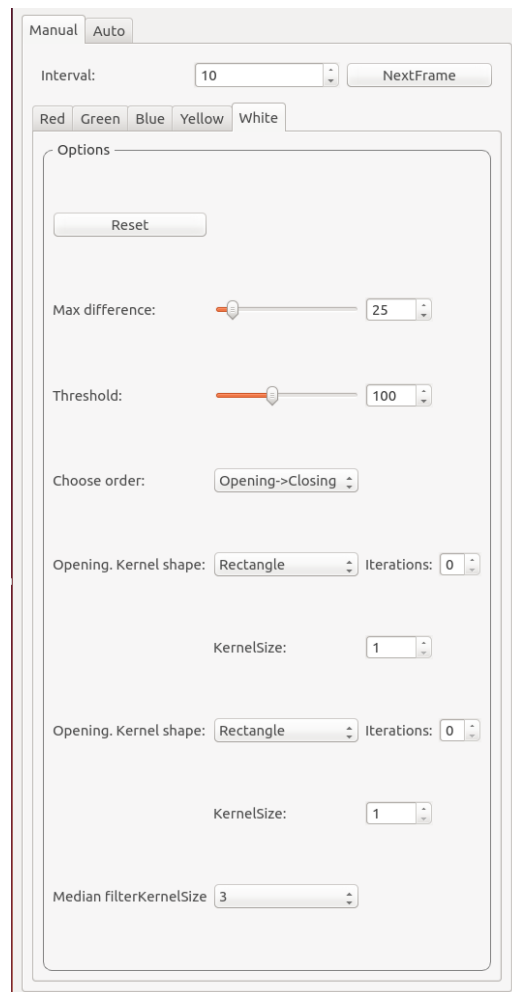 Manual Auto
Interval: 10 NextFrame
Red Green Blue Yellow White
Options
Reset
Max difference: 25
Threshold: 100
Choose order: Opening->Closing
Opening. Kernel shape: Rectangle Iterations: 0
KernelSize: 1
Opening. Kernel shape: Rectangle Iterations: 0
KernelSize: 1
Median filterKernelSize 3